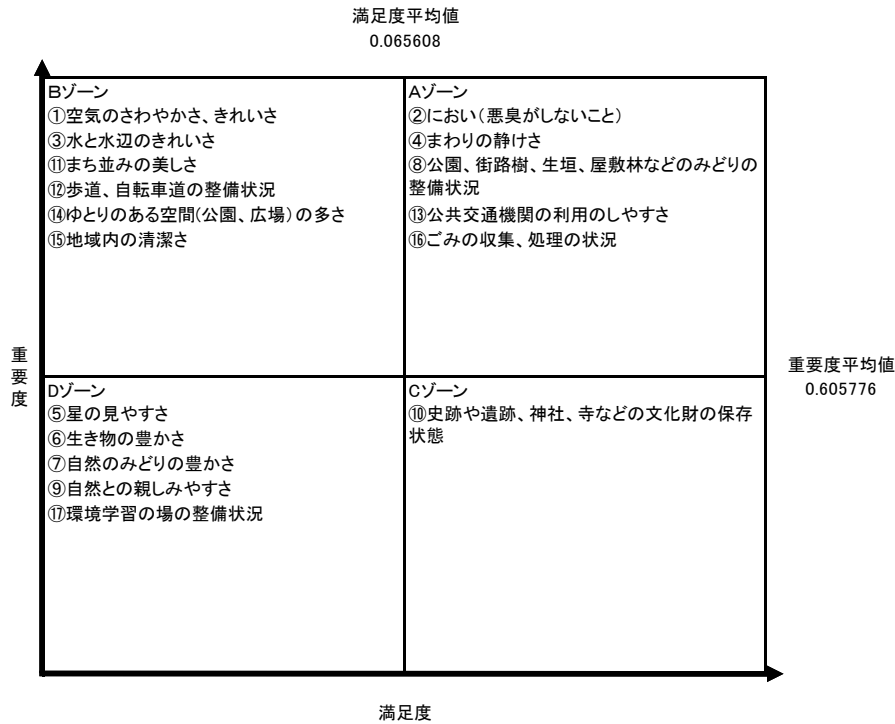 満足度平均値
0.065608
Bゾーン
①空気のさわやかさ、きれいさ
③水と水辺のきれいさ
⑪まち並みの美しさ
⑫歩道、自転車道の整備状況
⑭ゆとりのある空間(公園、広場)の多さ
⑮地域内の清潔さ
Aゾーン
②におい(悪臭がしないこと)
④まわりの静けさ
⑧公園、街路樹、生垣、屋敷林などのみどりの
整備状況
⑬公共交通機関の利用のしやすさ
⑯ごみの収集、処理の状況
重要度
重要度平均値
0.605776
Dゾーン
⑤星の見やすさ
⑥生き物の豊かさ
⑦自然のみどりの豊かさ
⑨自然との親しみやすさ
⑰環境学習の場の整備状況
Cゾーン
⑩史跡や遺跡、神社、寺などの文化財の保存
状態
満足度